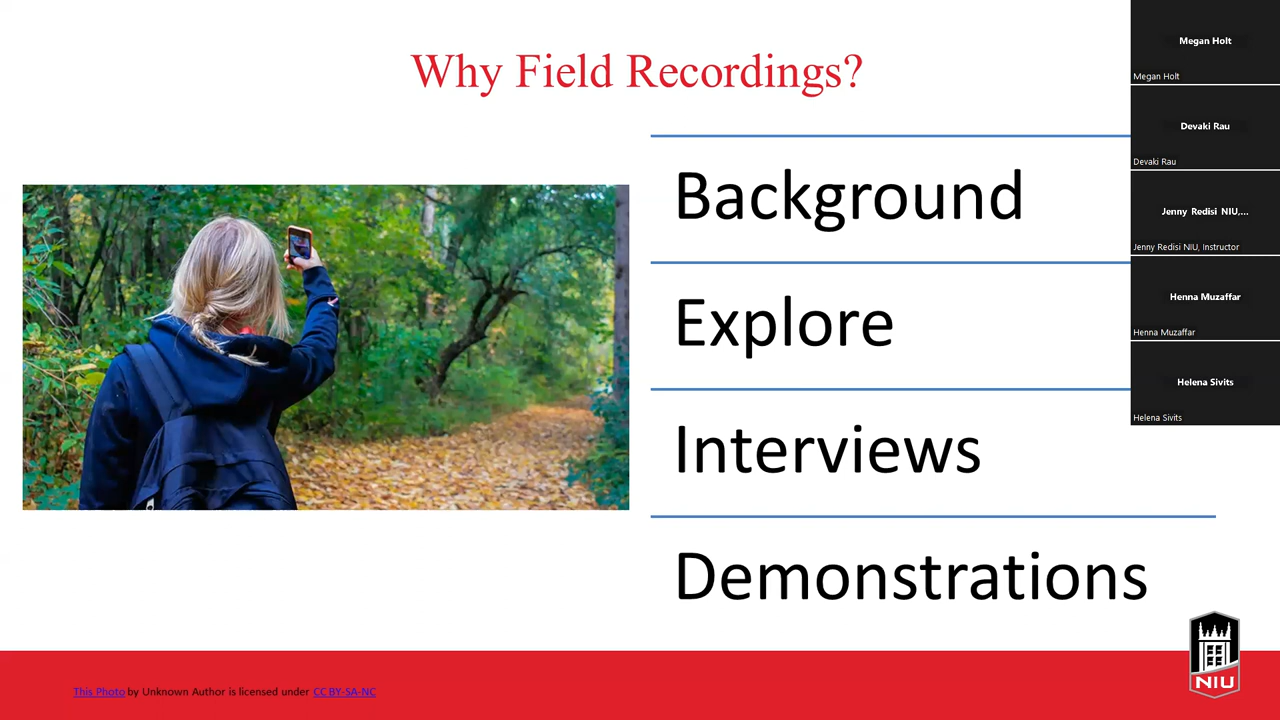 Why Field Recordings?
Background
Explore
Interviews
Demonstrations
This Photo by Unknown Author is licensed under CC BY-SA-NC
NIU
Megan Holt
Megan Holt
Devaki Rau
Devaki Rau
Jenny Redisi NIU,...
Jenny Redisi NIU, Instructor
Henna Muzaffar
Henna Muzaffar
Helena Sivits
Helena Sivits